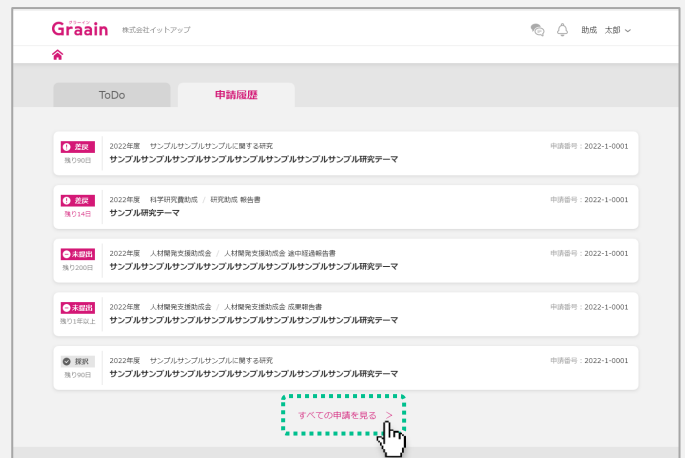 グラーイン
Graain 株式会社イットアップ 助成 太郎
ToDo 申請履歴
差戻 2022年度 サンプルサンプルサンプルに関する研究 申請番号：2022-1-0001
残り90日 サンプルサンプルサンプルサンプルサンプルサンプルサンプルサンプル研究テーマ
差戻 2022年度 科学研究費助成 / 研究助成 報告書 申請番号：2022-1-0001
残り14日 サンプル研究テーマ
未提出 2022年度 人材開発支援助成会 / 人材開発支援助成会 途中経過報告書 申請番号：2022-1-0001
残り200日 サンプルサンプルサンプルサンプルサンプルサンプルサンプルサンプル研究テーマ
未提出 2022年度 人材開発支援助成会 / 人材開発支援助成会 成果報告書 申請番号：2022-1-0001
残り1年以上 サンプルサンプルサンプルサンプルサンプルサンプルサンプルサンプル研究テーマ
採択 2022年度 サンプルサンプルサンプルに関する研究 申請番号：2022-1-0001
残り90日 サンプルサンプルサンプルサンプルサンプルサンプルサンプルサンプル研究テーマ
すべての申請を見る ＞